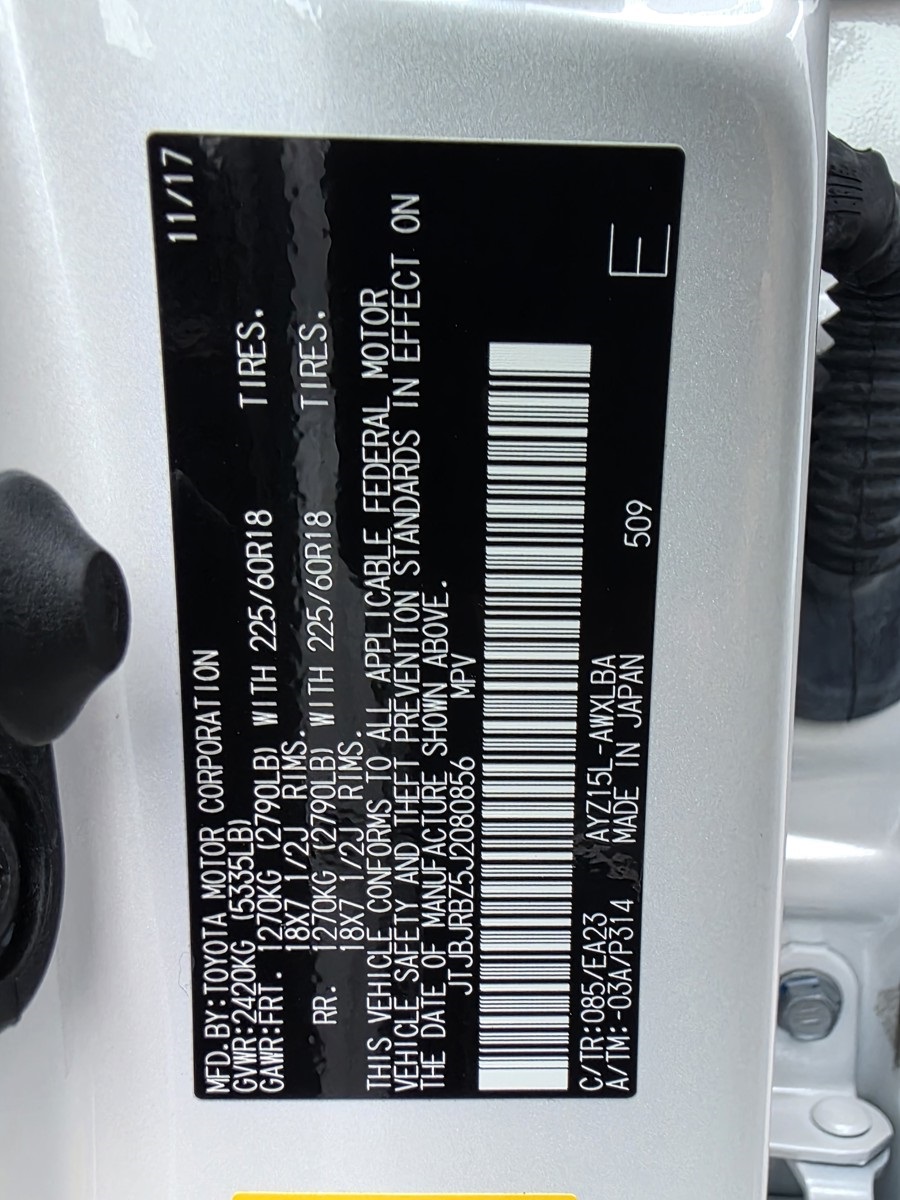 MFD.BY:TOYOTA MOTOR CORPORATION 11/17
GVWR:2420KG (5335LB)
GAWR:FRT. 1270KG (2790LB) WITH 225/60R18 TIRES.
18X7 1/2J RIMS.
RR. 1270KG (2790LB) WITH 225/60R18 TIRES.
18X7 1/2J RIMS.
THIS VEHICLE CONFORMS TO ALL APPLICABLE FEDERAL MOTOR
VEHICLE SAFETY AND THEFT PREVENTION STANDARDS IN EFFECT ON
THE DATE OF MANUFACTURE SHOWN ABOVE.
JTJBJRBZ5J2080856 MPV
C/TR:085/EA23 AYZ15L-AWXLBA
A/TM:-03A/P314 MADE IN JAPAN 509 E